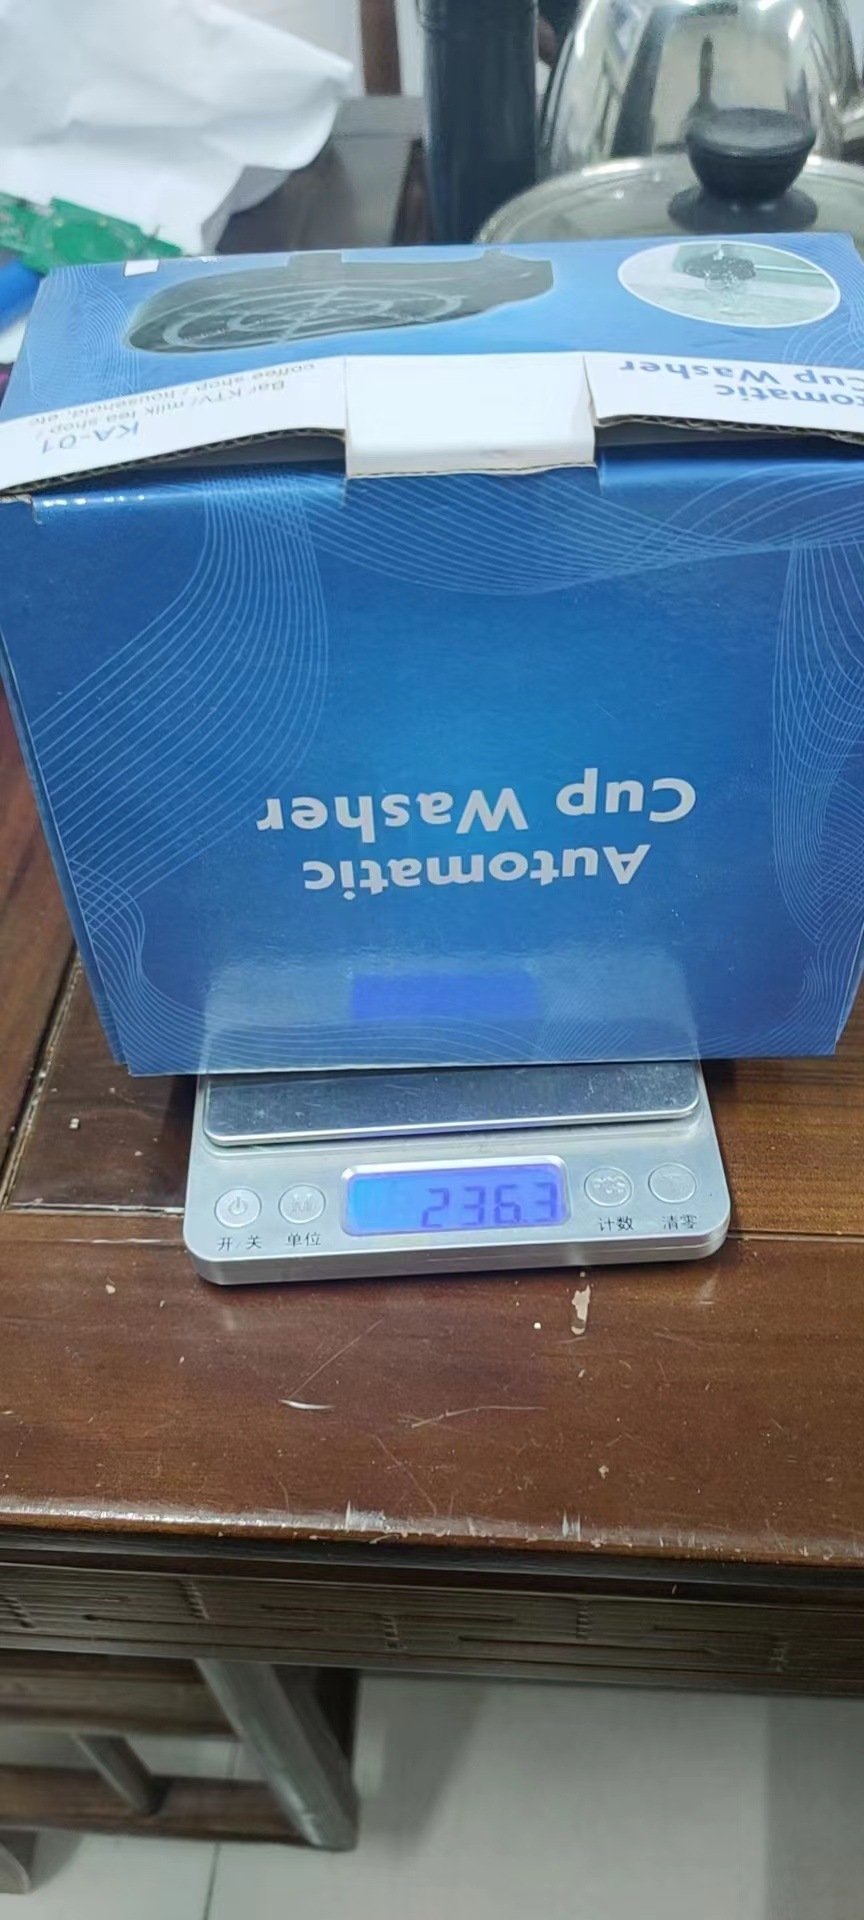 Automatic
Cup Washer
KA-01
Bar KTV/ milk tea shop /
coffee shop / household, etc
Automatic
Cup Washer
236.3
开/关
单位
计数
清零